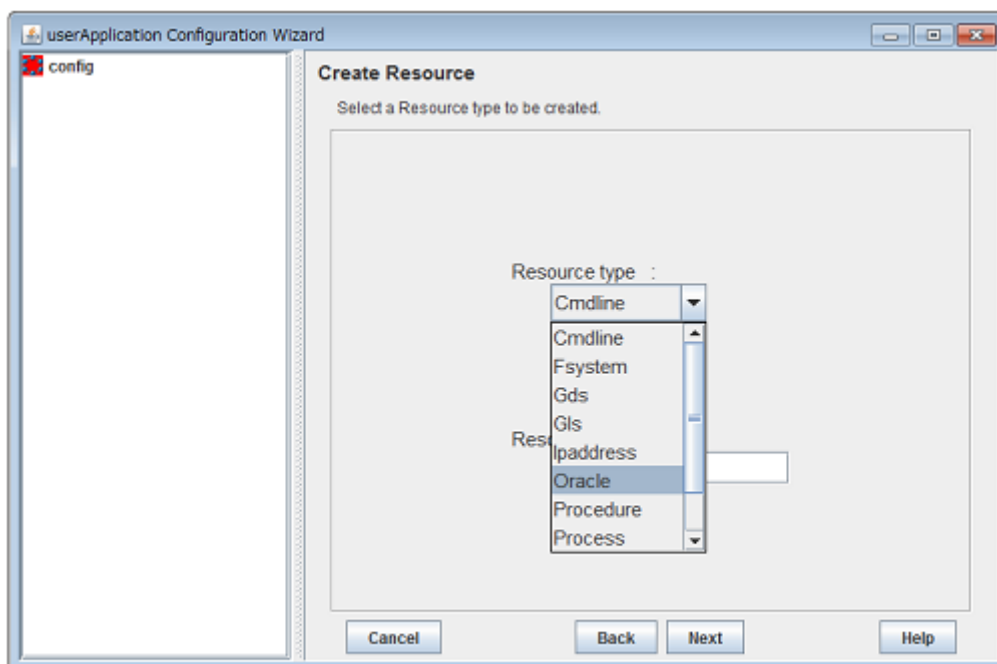 userApplication Configuration Wizard
config
Create Resource
Select a Resource type to be created.
Resource type :
Cmdline
Cmdline
Fsystem
Gds
Gls
Ipaddress
Oracle
Procedure
Process
Cancel
Back
Next
Help